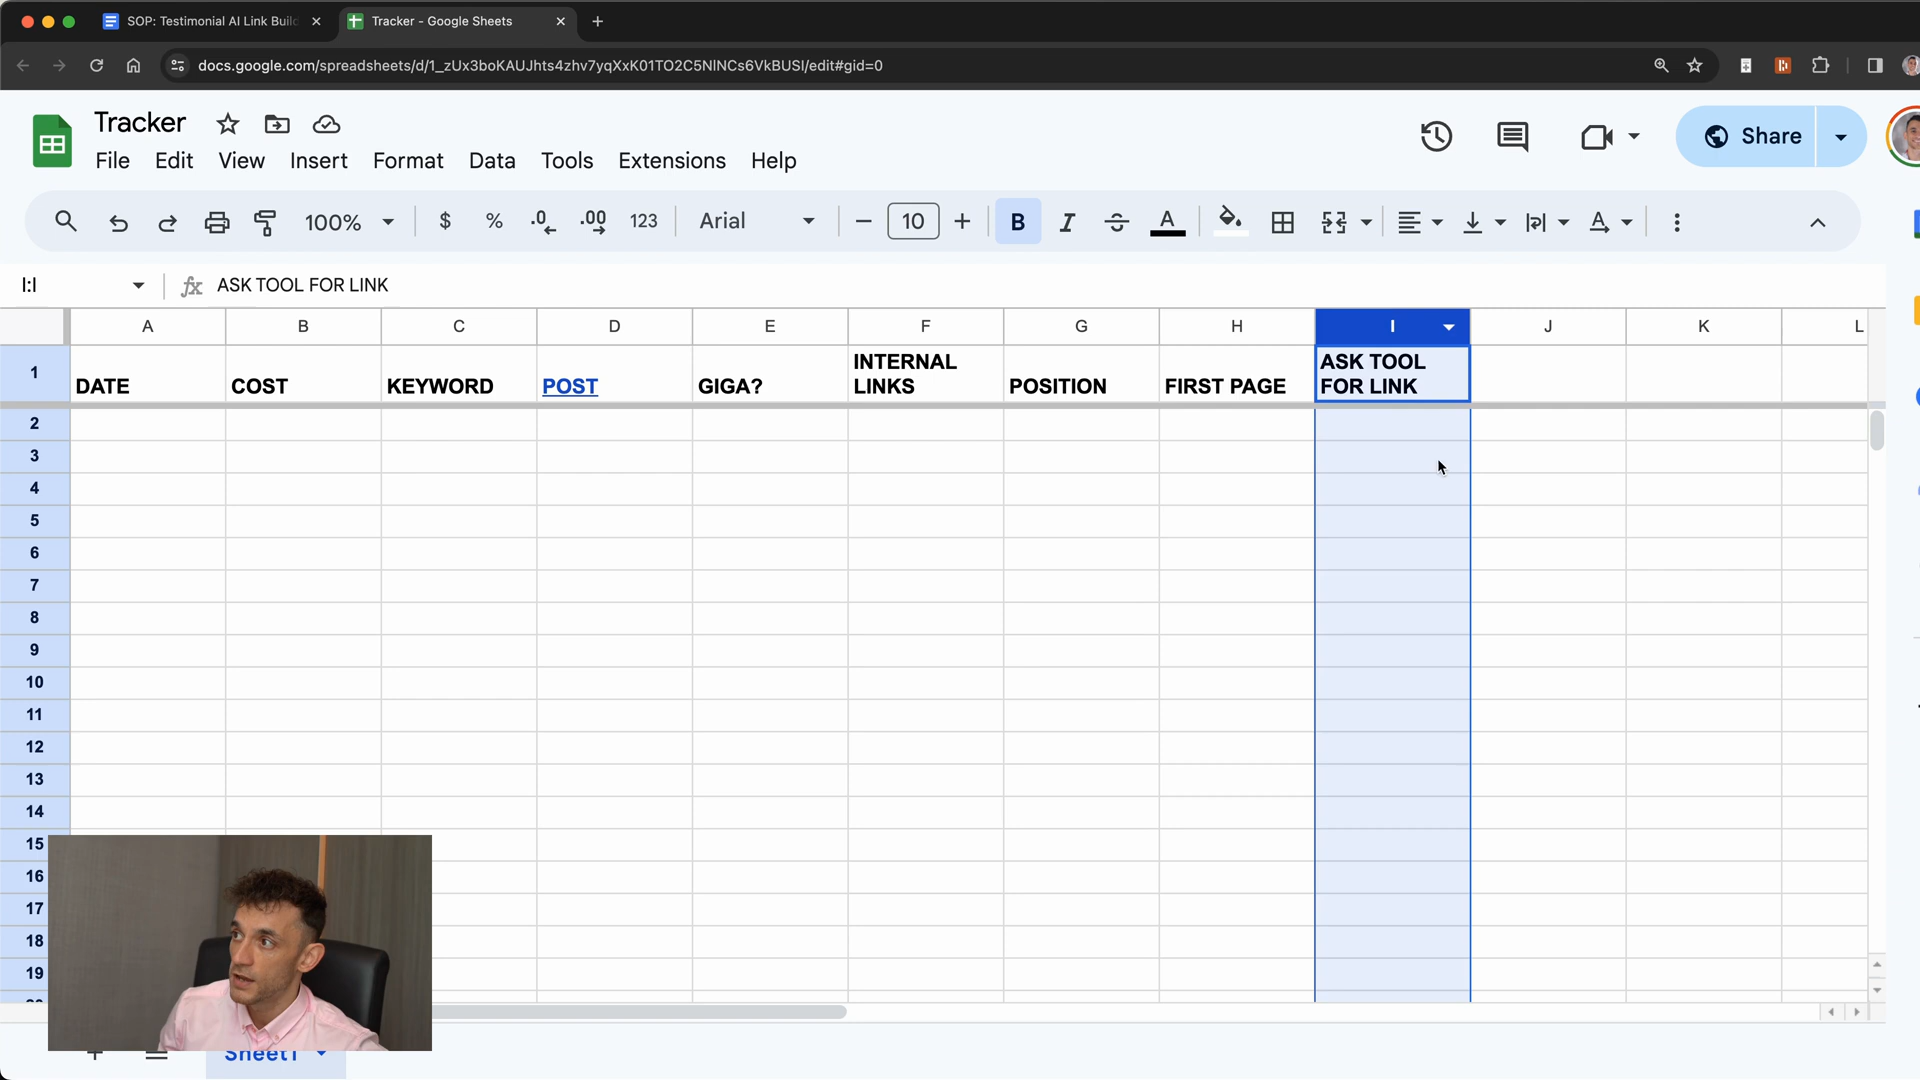 SOP: Testimonial AI Link Buil
Tracker - Google Sheets
docs.google.com/spreadsheets/d/1_zUx3boKAUJhts4zhv7yqXxK01TO2C5NINCs6VkBUSI/edit#gid=0
Tracker
File Edit View Insert Format Data Tools Extensions Help
Share
100% $ % .0 .00 123 Arial 10 B I A
I:I fx ASK TOOL FOR LINK
A B C D E F G H I J K L
1 DATE COST KEYWORD POST GIGA? INTERNAL LINKS POSITION FIRST PAGE ASK TOOL FOR LINK
2
3
4
5
6
7
8
9
10
11
12
13
14
15
16
17
18
19
Sheet1